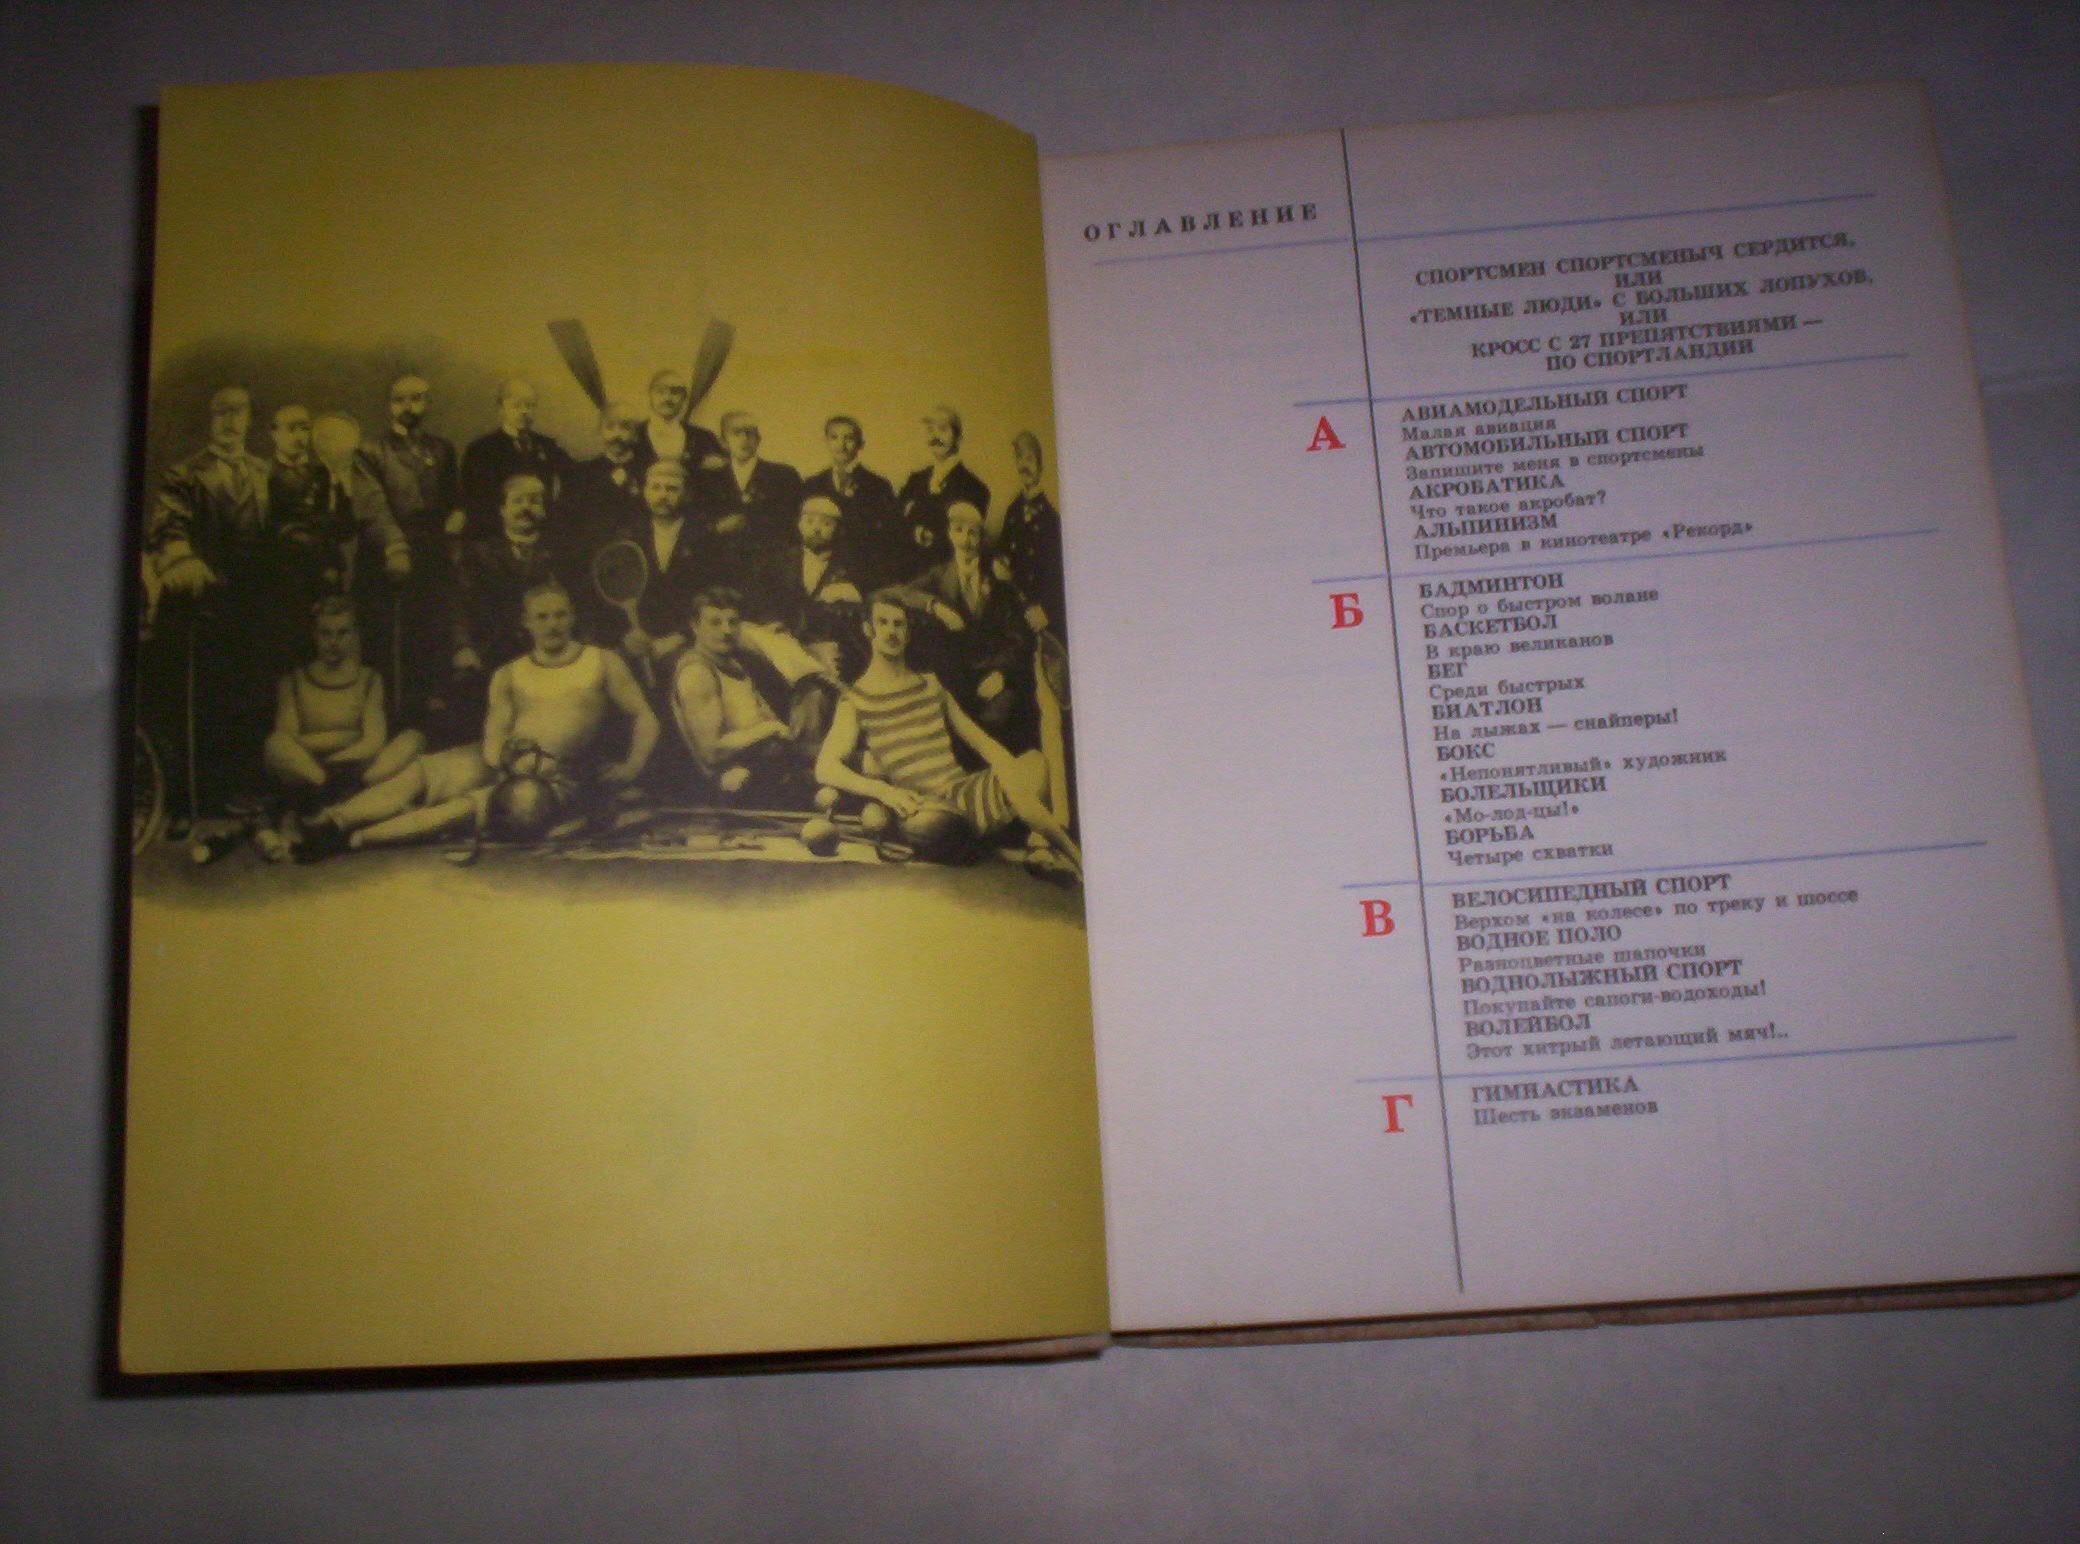 ОГЛАВЛЕНИЕ
СПОРТСМЕН СПОРТСМЕНЫЧ СЕРДИТСЯ,
ИЛИ
«ТЕМНЫЕ ЛЮДИ» С БОЛЬШИХ ЛОПУХОВ,
ИЛИ
КРОСС С 27 ПРЕПЯТСТВИЯМИ —
ПО СПОРТЛАНДИИ
А
АВИАМОДЕЛЬНЫЙ СПОРТ
Малая авиация
АВТОМОБИЛЬНЫЙ СПОРТ
Запишите меня в спортсмены
АКРОБАТИКА
Что такое акробат?
АЛЬПИНИЗМ
Премьера в кинотеатре «Рекорд»
Б
БАДМИНТОН
Спор о быстром волане
БАСКЕТБОЛ
В краю великанов
БЕГ
Среди быстрых
БИАТЛОН
На лыжах — снайперы!
БОКС
«Непонятливый» художник
БОЛЕЛЬЩИКИ
«Мо-лод-цы!»
БОРЬБА
Четыре схватки
В
ВЕЛОСИПЕДНЫЙ СПОРТ
Верхом «на колесе» по треку и шоссе
ВОДНОЕ ПОЛО
Разноцветные шапочки
ВОДНОЛЫЖНЫЙ СПОРТ
Покупайте сапоги-водоходы!
ВОЛЕЙБОЛ
Этот хитрый летающий мяч!..
Г
ГИМНАСТИКА
Шесть экзаменов